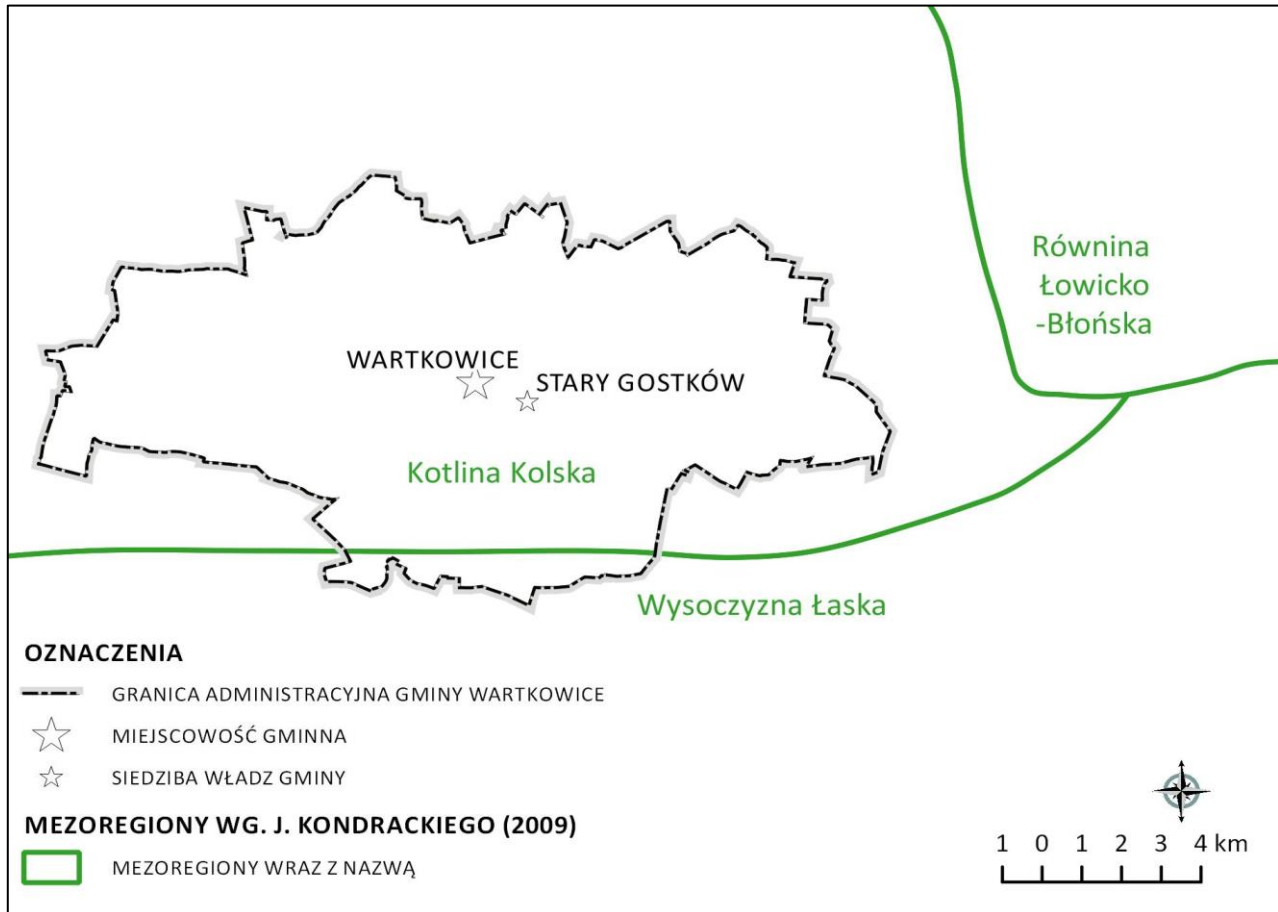 Równina
Łowicko
-Błońska
WARTKOWICE
STARY GOSTKÓW
Kotlina Kolska
Wysoczyzna Łaska
OZNACZENIA
GRANICA ADMINISTRACYJNA GMINY WARTKOWICE
MIEJSCOWOŚĆ GMINNA
SIEDZIBA WŁADZ GMINY
MEZOREGIONY WG. J. KONDRACKIEGO (2009)
MEZOREGIONY WRAZ Z NAZWĄ
1 0 1 2 3 4 km